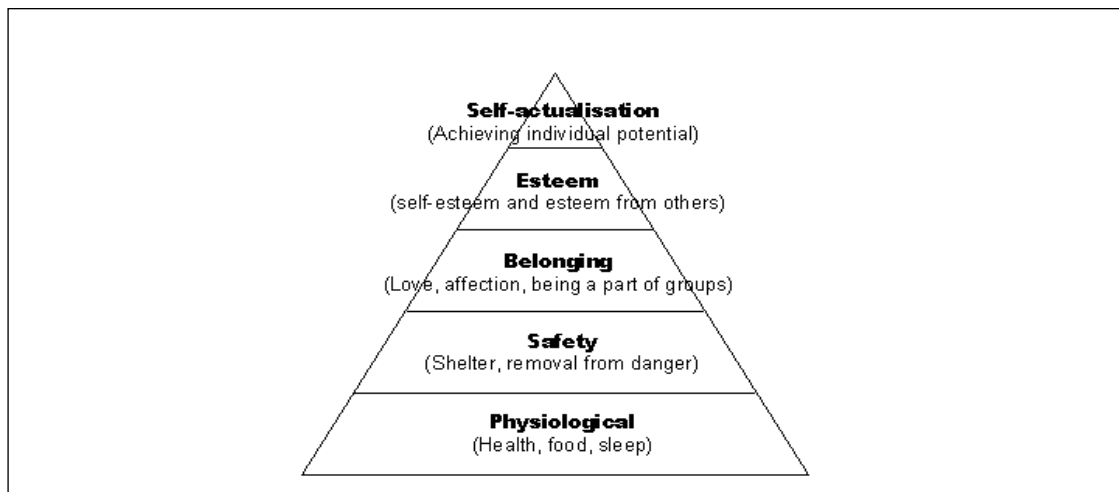 Self-actualisation
(Achieving individual potential)
Esteem
(self-esteem and esteem from others)
Belonging
(Love, affection, being a part of groups)
Safety
(Shelter, removal from danger)
Physiological
(Health, food, sleep)